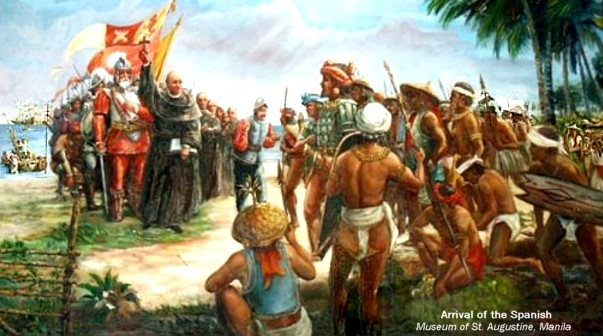 Arrival of the Spanish
Museum of St. Augustine, Manila